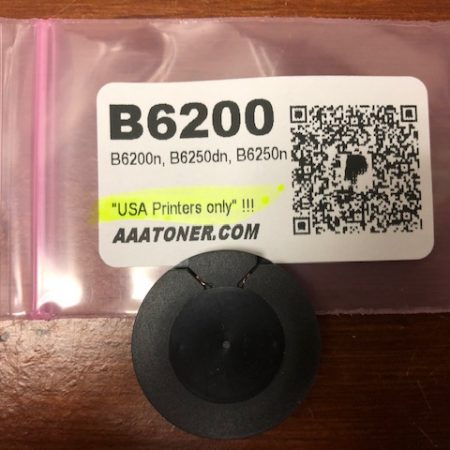 B6200
B6200n, B6250dn, B6250n
"USA Printers only" !!!
AAATONER.COM